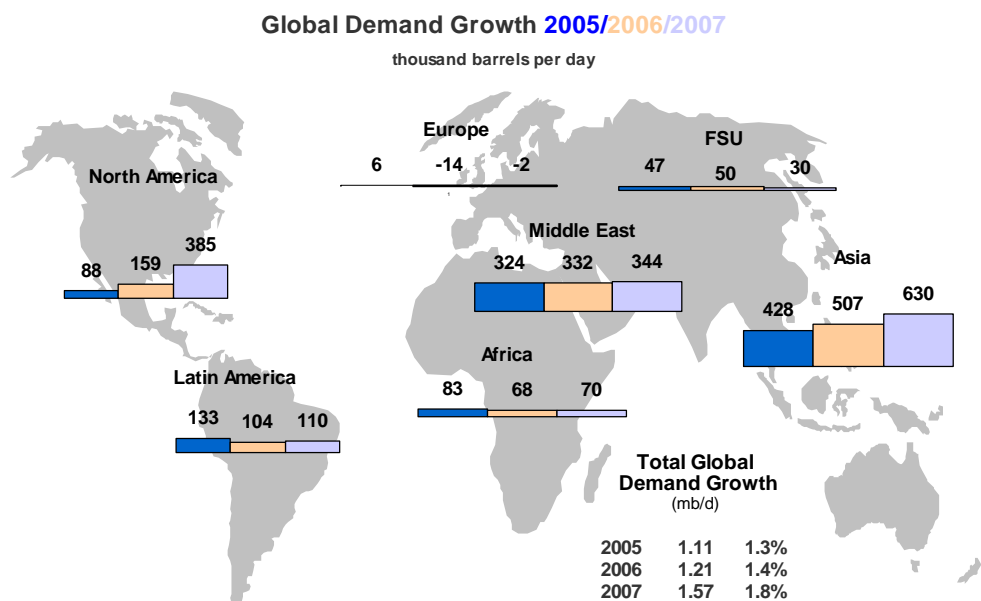 Global Demand Growth 2005/2006/2007
thousand barrels per day
Europe
6 -14 -2
FSU
47 50 30
North America
88 159 385
Middle East
324 332 344
Asia
428 507 630
Africa
83 68 70
Latin America
133 104 110
Total Global
Demand Growth
(mb/d)
2005 1.11 1.3%
2006 1.21 1.4%
2007 1.57 1.8%